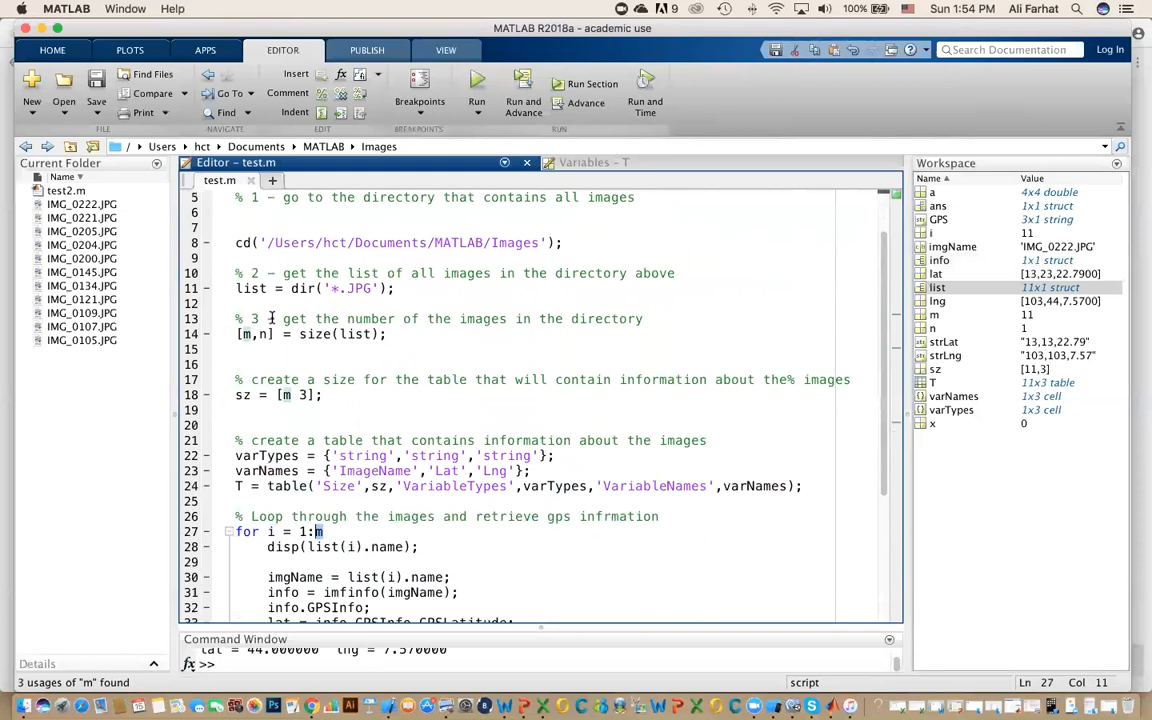 MATLAB Window Help 9 100% Sun 1:54 PM Ali Farhat
MATLAB R2018a - academic use
HOME PLOTS APPS EDITOR PUBLISH VIEW Search Documentation Log In
New Open Save Find Files Compare Print Go To Find Insert Comment Indent fx Breakpoints Run Run and Advance Run Section Advance Run and Time
FILE NAVIGATE EDIT BREAKPOINTS RUN
/ Users hct Documents MATLAB Images
Current Folder
Name
test2.m
IMG_0222.JPG
IMG_0221.JPG
IMG_0205.JPG
IMG_0204.JPG
IMG_0200.JPG
IMG_0145.JPG
IMG_0134.JPG
IMG_0121.JPG
IMG_0109.JPG
IMG_0107.JPG
IMG_0105.JPG
Details
Editor - test.m
Variables - T
test.m
5 % 1 - go to the directory that contains all images
6
7
8 cd('/Users/hct/Documents/MATLAB/Images');
9
10 % 2 - get the list of all images in the directory above
11 list = dir('*.JPG');
12
13 % 3 - get the number of the images in the directory
14 [m,n] = size(list);
15
16
17 % create a size for the table that will contain information about the% images
18 sz = [m 3];
19
20
21 % create a table that contains information about the images
22 varTypes = {'string','string','string'};
23 varNames = {'ImageName','Lat','Lng'};
24 T = table('Size',sz,'VariableTypes',varTypes,'VariableNames',varNames);
25
26 % Loop through the images and retrieve gps infrmation
27 for i = 1:m
28 disp(list(i).name);
29
30 imgName = list(i).name;
31 info = imfinfo(imgName);
32 info.GPSInfo;
33 lat = info.GPSInfo.GPSLatitude;
Command Window
lat = 44.000000 lng = 7.570000
fx >>
Workspace
Name Value
a 4x4 double
ans 1x1 struct
GPS 3x1 string
i 11
imgName 'IMG_0222.JPG'
info 1x1 struct
lat [13,23,22.7900]
list 11x1 struct
lng [103,44,7.5700]
m 11
n 1
strLat "13,13,22.79"
strLng "103,103,7.57"
sz [11,3]
T 11x3 table
varNames 1x3 cell
varTypes 1x3 cell
x 0
3 usages of "m" found
script
Ln 27 Col 11